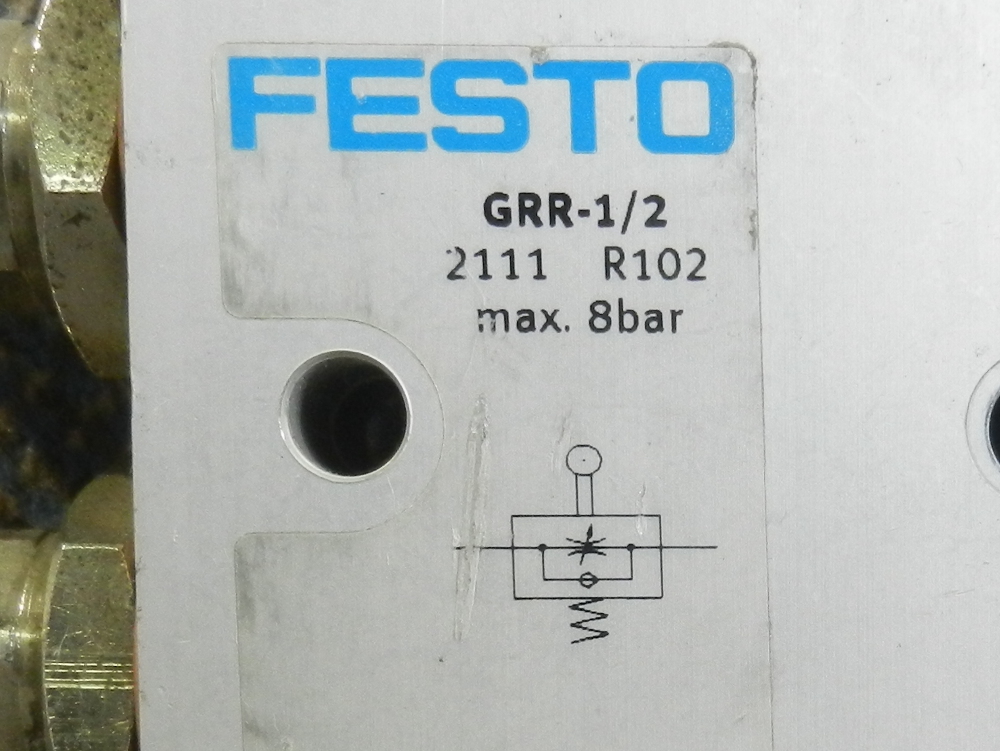 FESTO
GRR-1/2
2111 R102
max. 8bar